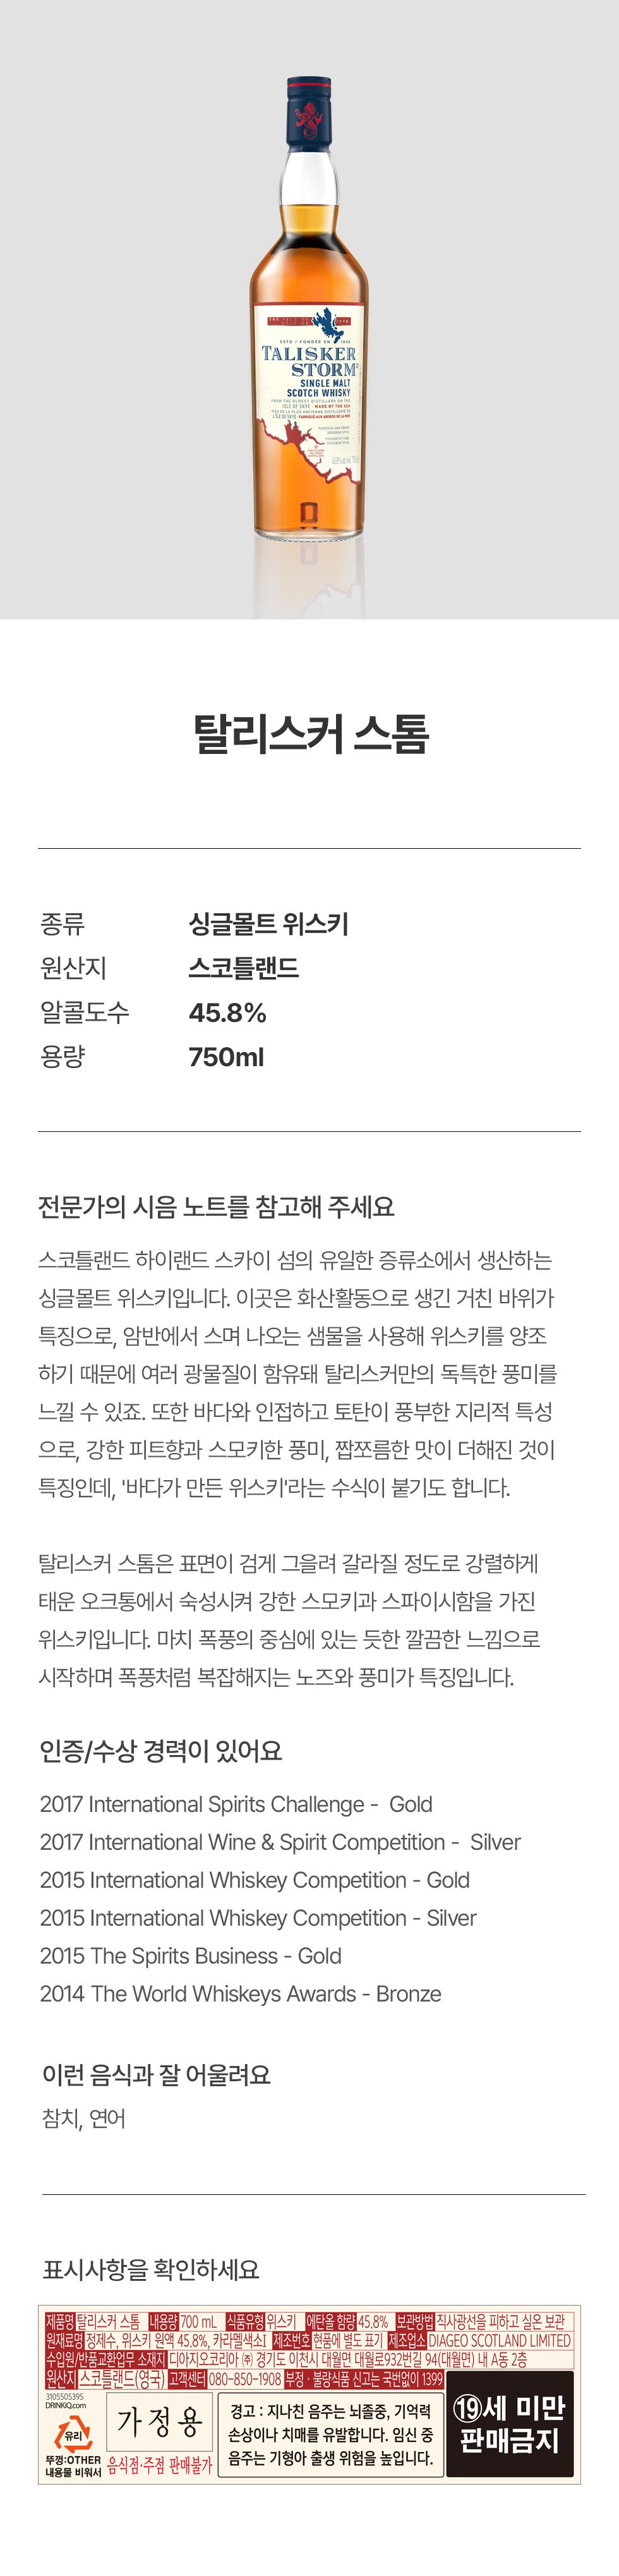 ESTD / FONDÉE EN 1830
TALISKER
STORM
SINGLE MALT
SCOTCH WHISKY
FROM THE OLDEST DISTILLERY ON THE
ISLE OF SKYE · MADE BY THE SEA
탈리스커 스톰
종류 싱글몰트 위스키
원산지 스코틀랜드
알콜도수 45.8%
용량 750ml
전문가의 시음 노트를 참고해 주세요
스코틀랜드 하이랜드 스카이 섬의 유일한 증류소에서 생산하는
싱글몰트 위스키입니다. 이곳은 화산활동으로 생긴 거친 바위가
특징으로, 암반에서 스며 나오는 샘물을 사용해 위스키를 양조
하기 때문에 여러 광물질이 함유돼 탈리스커만의 독특한 풍미를
느낄 수 있죠. 또한 바다와 인접하고 토탄이 풍부한 지리적 특성
으로, 강한 피트향과 스모키한 풍미, 짭쪼름한 맛이 더해진 것이
특징인데, '바다가 만든 위스키'라는 수식이 붙기도 합니다.
탈리스커 스톰은 표면이 검게 그을려 갈라질 정도로 강렬하게
태운 오크통에서 숙성시켜 강한 스모키과 스파이시함을 가진
위스키입니다. 마치 폭풍의 중심에 있는 듯한 깔끔한 느낌으로
시작하며 폭풍처럼 복잡해지는 노즈와 풍미가 특징입니다.
인증/수상 경력이 있어요
2017 International Spirits Challenge - Gold
2017 International Wine & Spirit Competition - Silver
2015 International Whiskey Competition - Gold
2015 International Whiskey Competition - Silver
2015 The Spirits Business - Gold
2014 The World Whiskeys Awards - Bronze
이런 음식과 잘 어울려요
참치, 연어
표시사항을 확인하세요
제품명 탈리스커 스톰 내용량 700 mL 식품유형 위스키 에탄올 함량 45.8% 보관방법 직사광선을 피하고 실온 보관
원재료명 정제수, 위스키 원액 45.8%, 카라멜색소I 제조번호 현품에 별도 표기 제조업소 DIAGEO SCOTLAND LIMITED
수입원/반품교환업무 소재지 디아지오코리아 ㈜ 경기도 이천시 대월면 대월로932번길 94(대월면) 내 A동 2층
원산지 스코틀랜드(영국) 고객센터 080-850-1908 부정 · 불량식품 신고는 국번없이 1399
3105505395
DRINKiQ.com
유리
뚜껑:OTHER
내용물 비워서
가정용
음식점·주점 판매불가
경고 : 지나친 음주는 뇌졸중, 기억력
손상이나 치매를 유발합니다. 임신 중
음주는 기형아 출생 위험을 높입니다.
19세 미만
판매금지